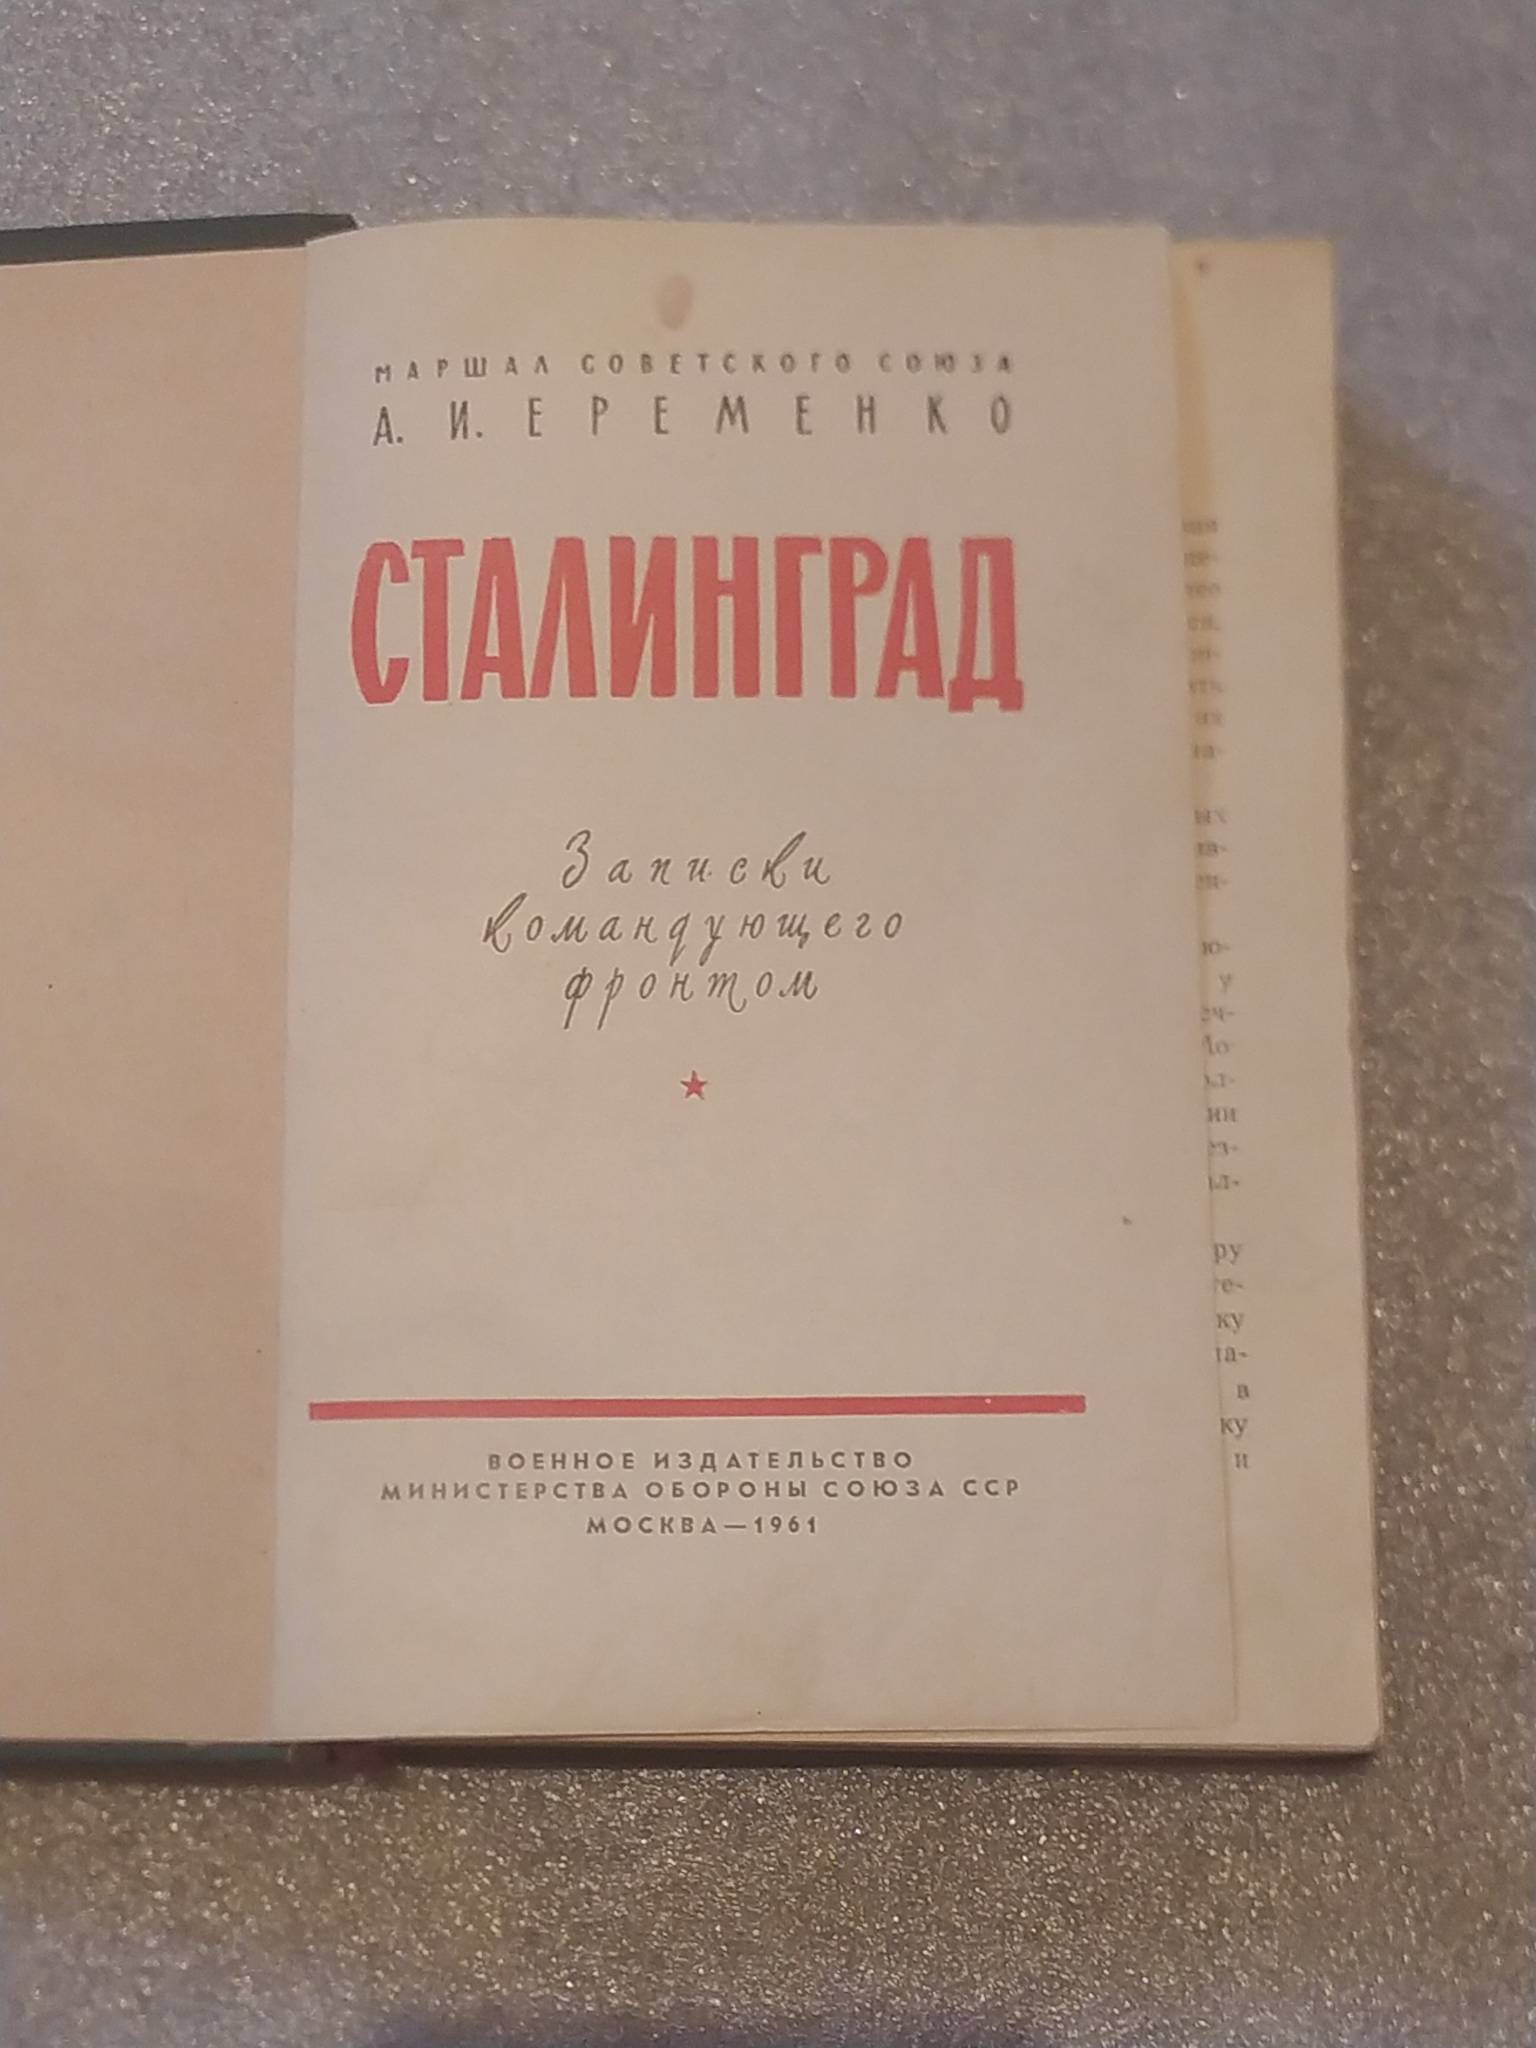 МАРШАЛ СОВЕТСКОГО СОЮЗА
А. И. ЕРЕМЕНКО
СТАЛИНГРАД
Записки
командующего
фронтом
ВОЕННОЕ ИЗДАТЕЛЬСТВО
МИНИСТЕРСТВА ОБОРОНЫ СОЮЗА ССР
МОСКВА—1961